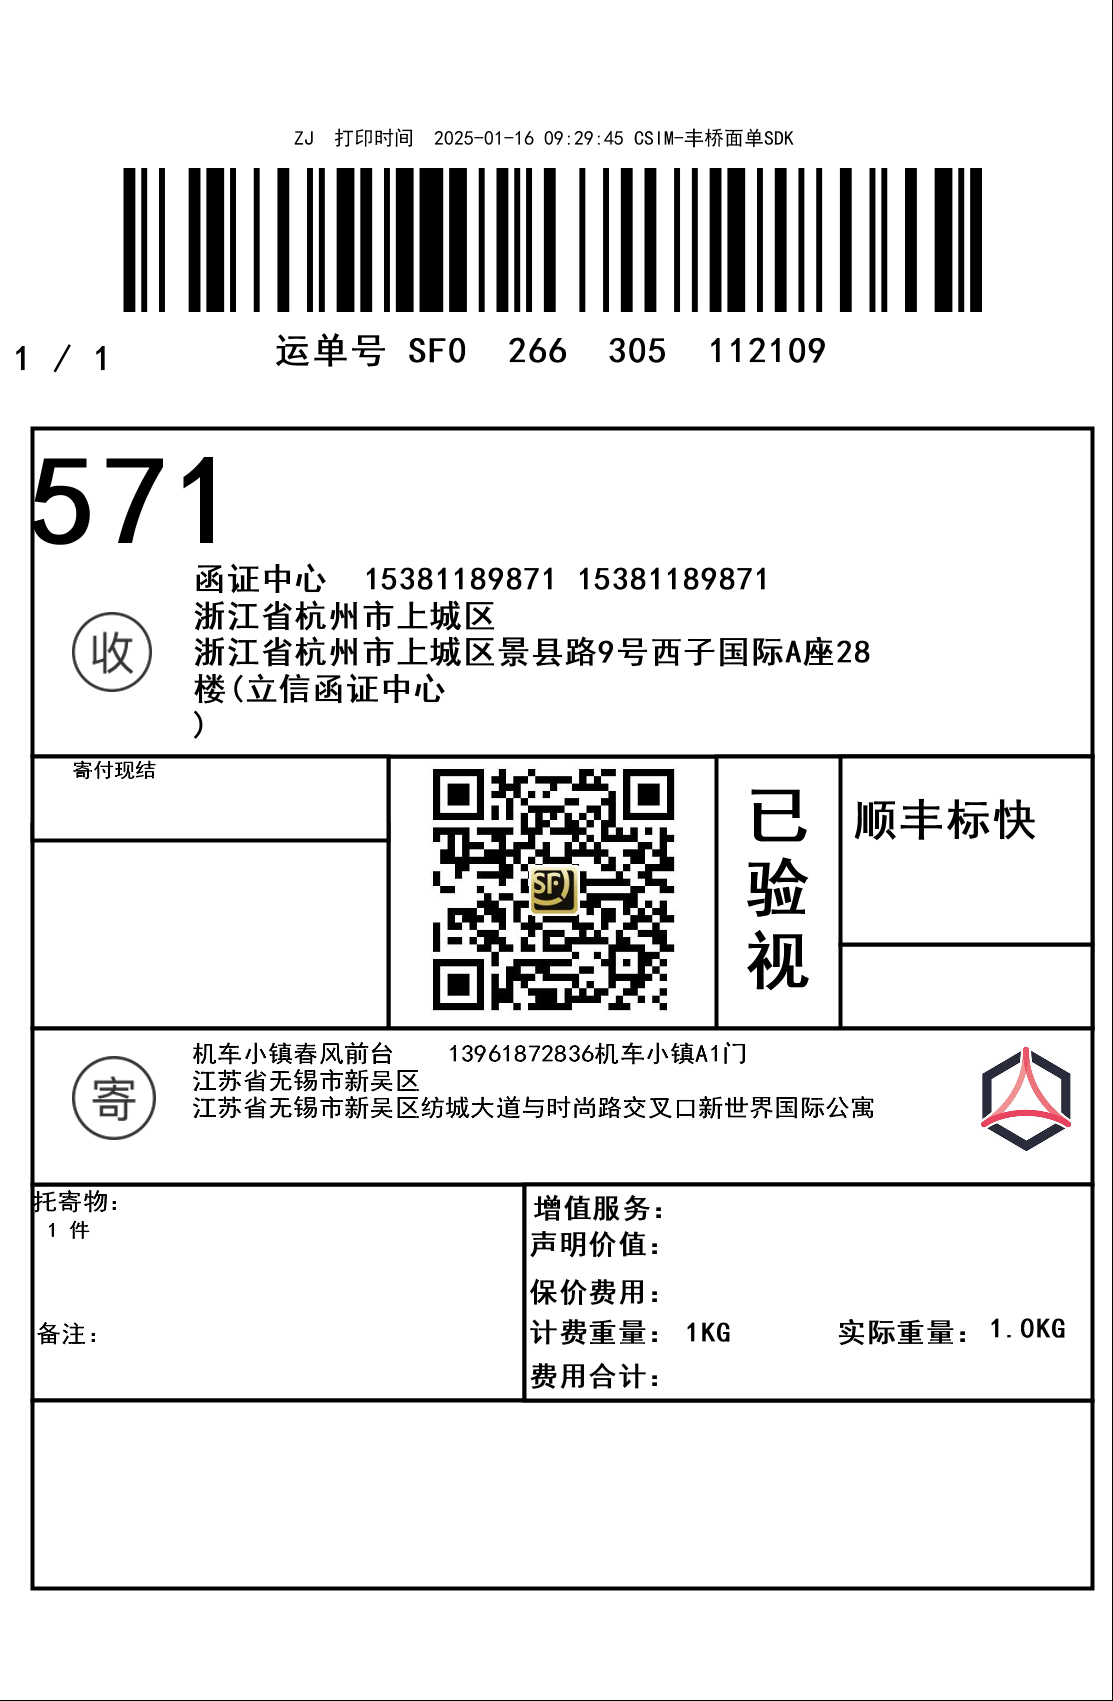 ZJ 打印时间 2025-01-16 09:29:45 CSIM-丰桥面单SDK
1 / 1
运单号 SF0 266 305 112109
571
收
函证中心 15381189871 15381189871
浙江省杭州市上城区
浙江省杭州市上城区景县路9号西子国际A座28
楼(立信函证中心
)
寄付现结
SF
已
验
视
顺丰标快
寄
机车小镇春风前台 13961872836机车小镇A1门
江苏省无锡市新吴区
江苏省无锡市新吴区纺城大道与时尚路交叉口新世界国际公寓
托寄物:
1 件
备注:
增值服务:
声明价值:
保价费用:
计费重量: 1KG 实际重量: 1.0KG
费用合计: